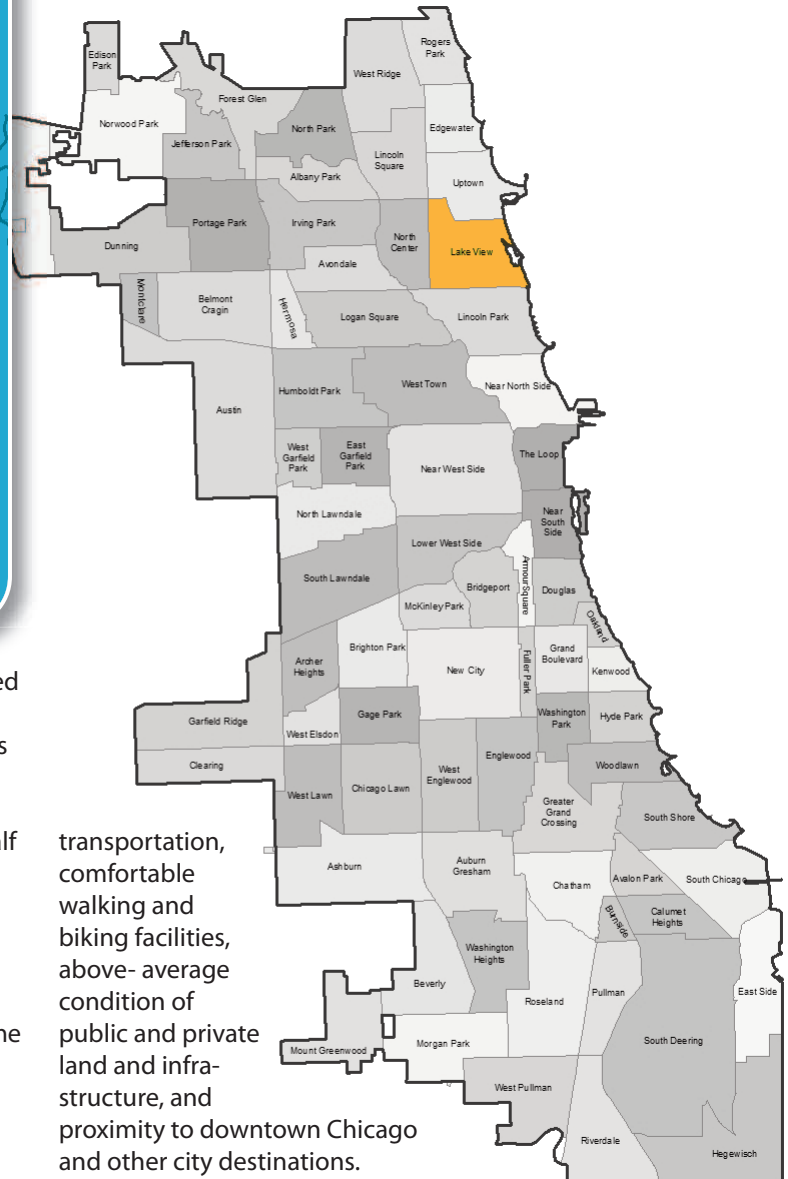 Edison
Park
Rogers
Park
West Ridge
Forest Glen
Norwood Park
North Park
Edgewater
Jefferson Park
Lincoln
Square
Albany Park
Uptown
Portage Park
Irving Park
North
Center
Dunning
Lake View
Avondale
Montclare
Belmont
Cragin
Hermosa
Logan Square
Lincoln Park
Humboldt Park
West Town
Near North Side
Austin
West
Garfield
Park
East
Garfield
Park
The Loop
Near West Side
North Lawndale
Near
South
Side
Lower West Side
South Lawndale
ArmourSquare
Bridgeport
Douglas
McKinley Park
Oakland
Brighton Park
Grand
Boulevard
Archer
Heights
New City
Fuller Park
Kenwood
Garfield Ridge
Gage Park
Washington
Park
Hyde Park
West Elsdon
Clearing
Englewood
West
Englewood
Woodlawn
West Lawn
Chicago Lawn
Greater
Grand
Crossing
South Shore
Ashburn
Auburn
Gresham
Chatham
Avalon Park
South Chicago
Burnside
Calumet
Heights
Washington
Heights
Beverly
Roseland
Pullman
East Side
Mount Greenwood
Morgan Park
South Deering
West Pullman
Riverdale
Hegewisch
transportation,
comfortable
walking and
biking facilities,
above- average
condition of
public and private
land and infra-
structure, and
proximity to downtown Chicago
and other city destinations.